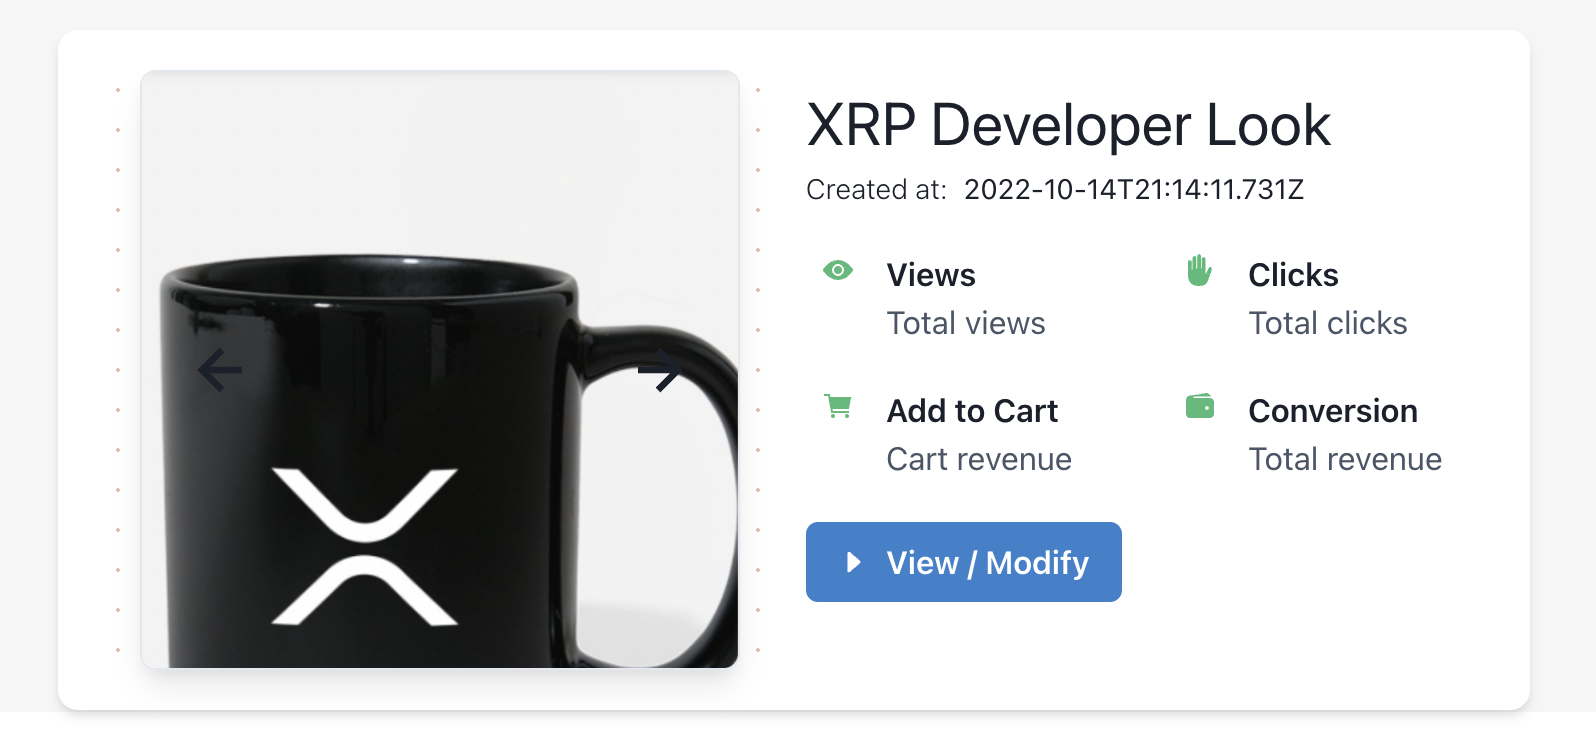 XRP Developer Look
Created at: 2022-10-14T21:14:11.731Z
Views
Total views
Clicks
Total clicks
Add to Cart
Cart revenue
Conversion
Total revenue
View / Modify